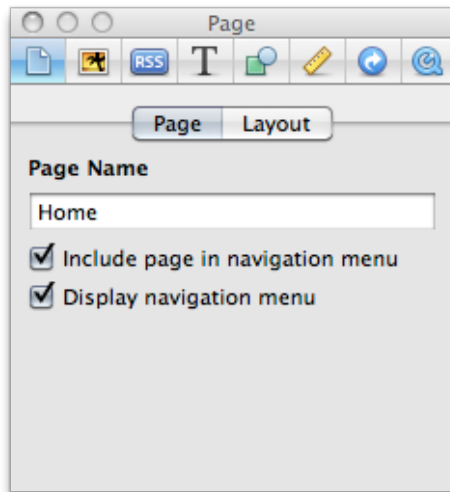 Page
RSS
T
Page Layout
Page Name
Home
Include page in navigation menu
Display navigation menu